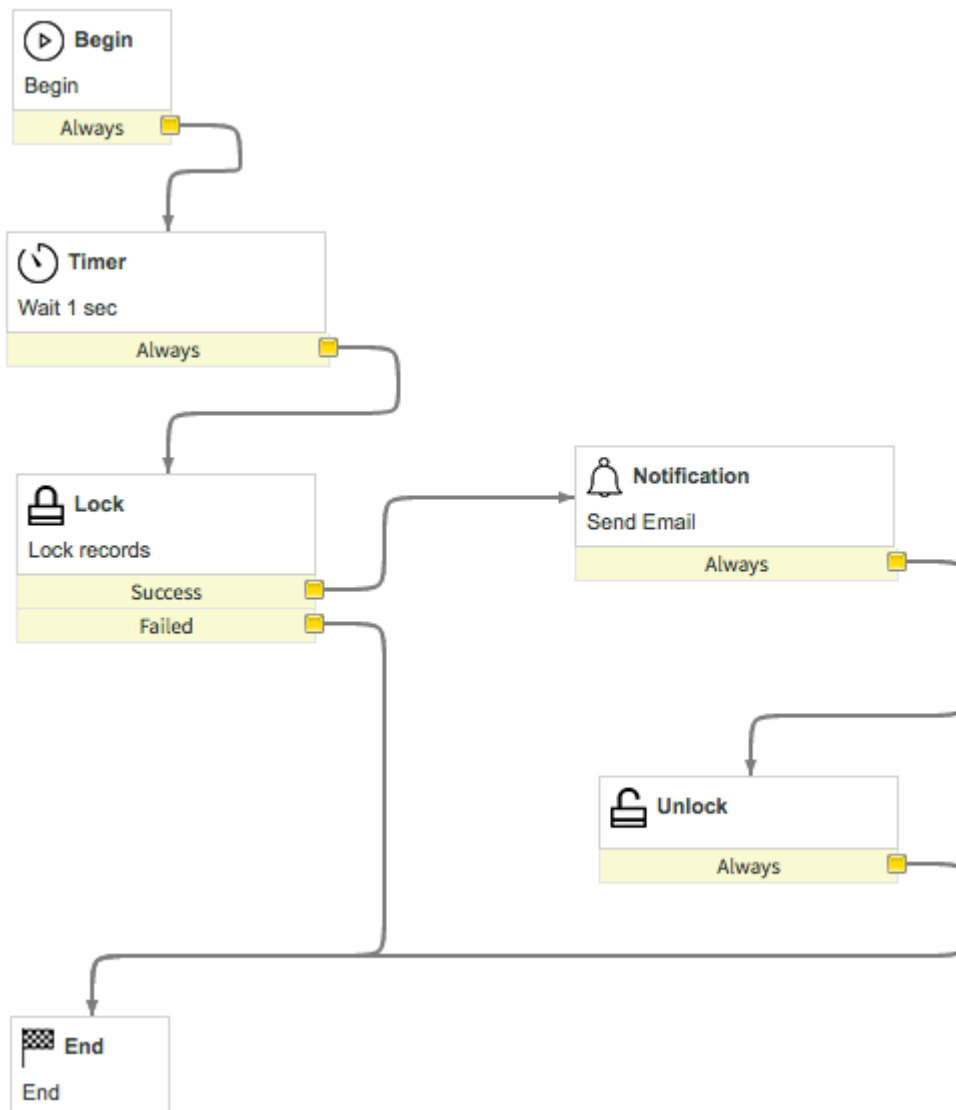 Begin
Begin
Always
Timer
Wait 1 sec
Always
Lock
Lock records
Success
Failed
Notification
Send Email
Always
Unlock
Always
End
End